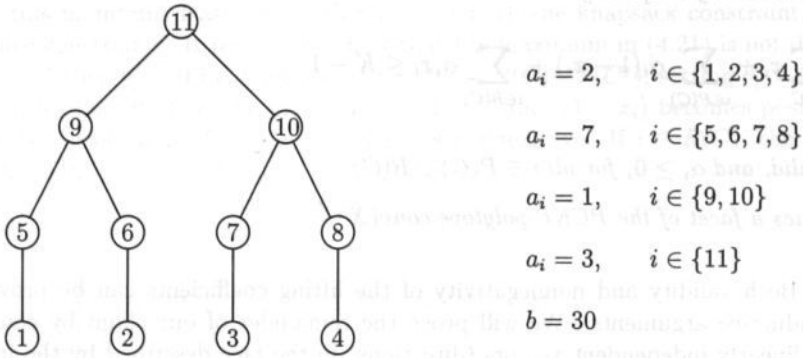 11
9 10
5 6 7 8
1 2 3 4
a_i = 2, i ∈ {1, 2, 3, 4}
a_i = 7, i ∈ {5, 6, 7, 8}
a_i = 1, i ∈ {9, 10}
a_i = 3, i ∈ {11}
b = 30